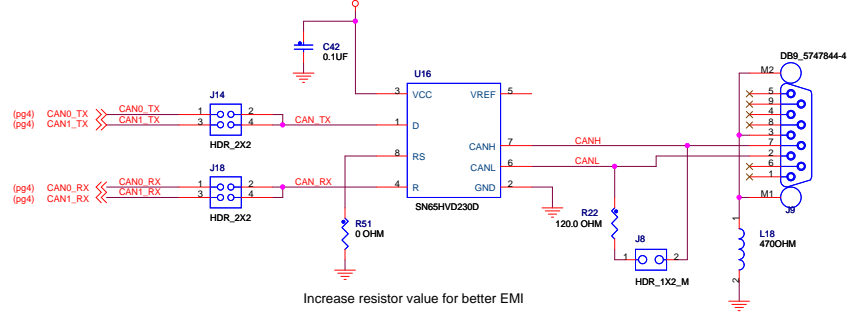 C42
0.1UF
U16
DB9_5747844-4
M2
J14
3 VCC VREF 5
5
9
(pg4) CAN0_TX CAN0_TX 1 2
4
(pg4) CAN1_TX CAN1_TX 3 4 CAN_TX 1 D
8
3
HDR_2X2
CANH 7 CANH 7
8 RS
2
J18
CANL 6 CANL
6
(pg4) CAN0_RX CAN0_RX 1 2 CAN_RX 4 R GND 2
1
(pg4) CAN1_RX CAN1_RX 3 4
M1
HDR_2X2
SN65HVD230D
J9
R51
0 OHM
R22
120.0 OHM
1
L18
47OOHM
2
J8
1 2
HDR_1X2_M
Increase resistor value for better EMI